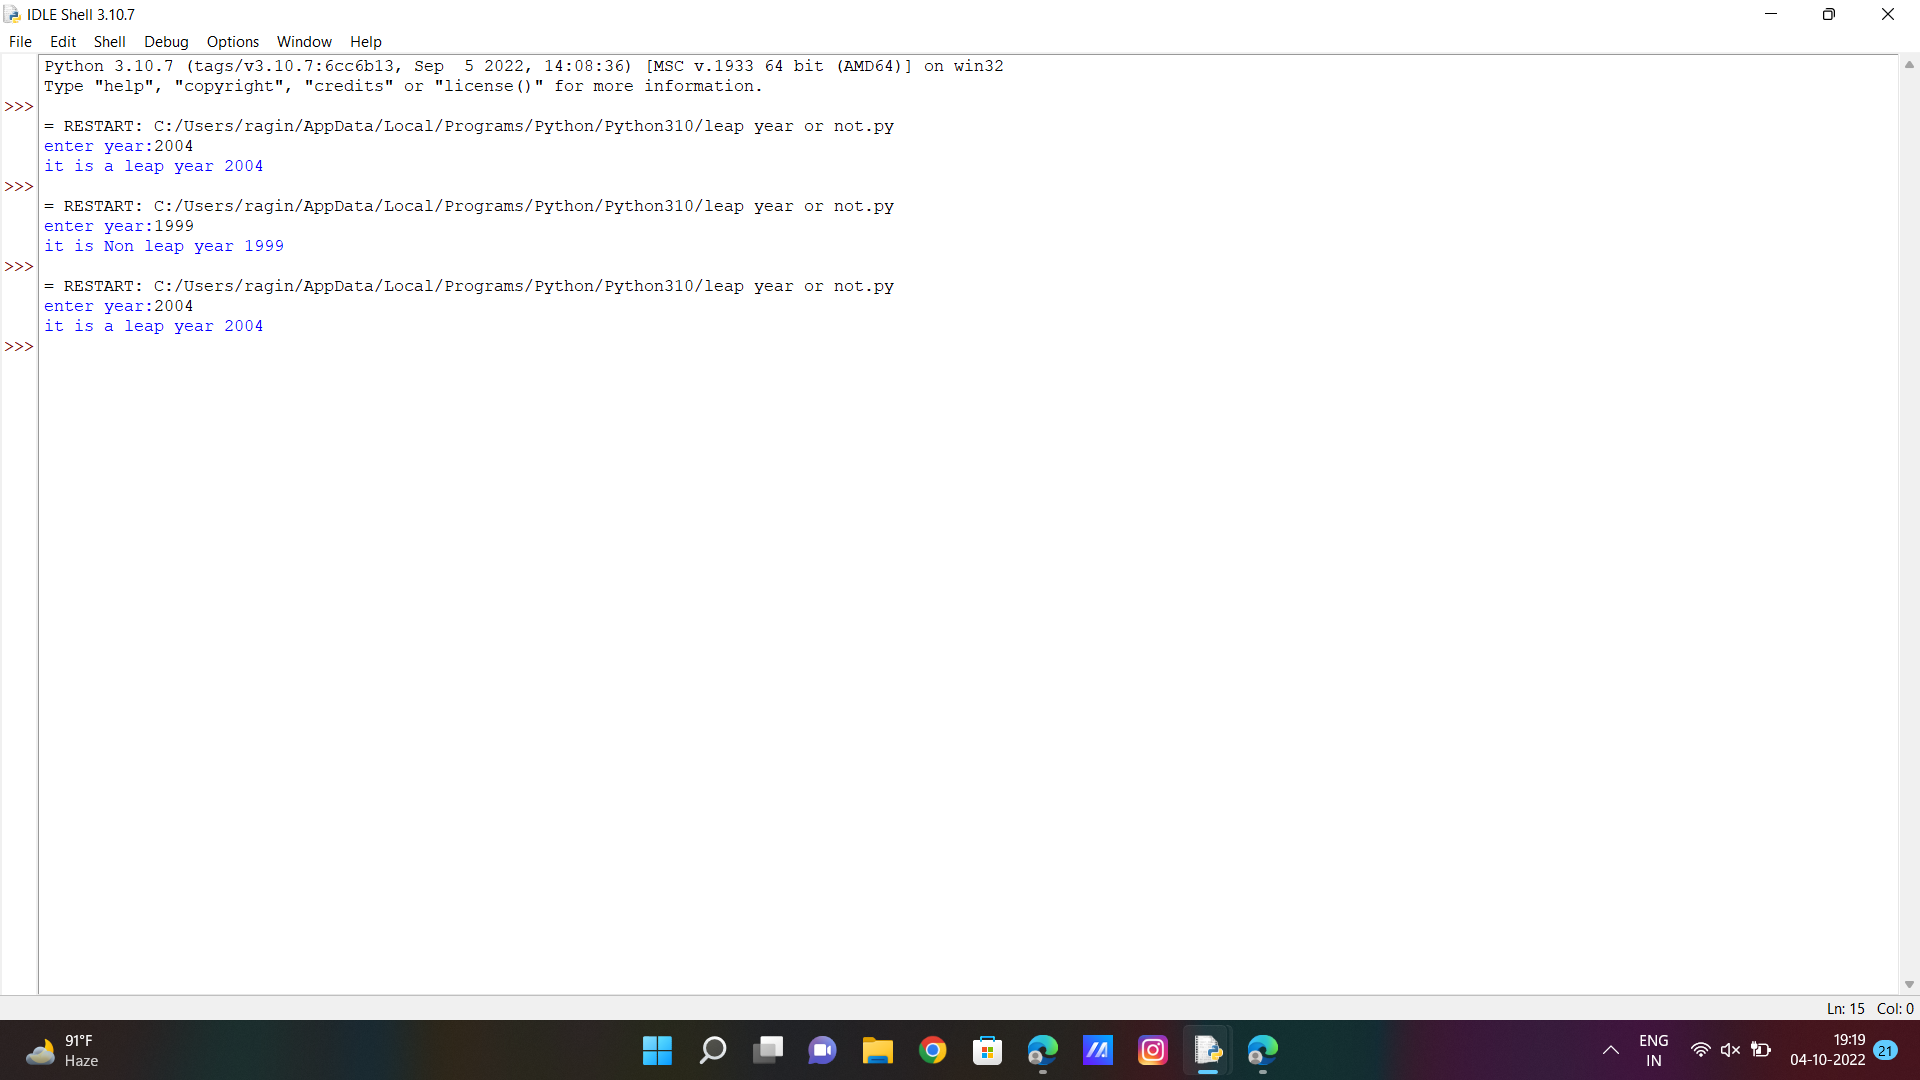 IDLE Shell 3.10.7
File Edit Shell Debug Options Window Help
Python 3.10.7 (tags/v3.10.7:6cc6b13, Sep  5 2022, 14:08:36) [MSC v.1933 64 bit (AMD64)] on win32
Type "help", "copyright", "credits" or "license()" for more information.
>>>
= RESTART: C:/Users/ragin/AppData/Local/Programs/Python/Python310/leap year or not.py
enter year:2004
it is a leap year 2004
>>>
= RESTART: C:/Users/ragin/AppData/Local/Programs/Python/Python310/leap year or not.py
enter year:1999
it is Non leap year 1999
>>>
= RESTART: C:/Users/ragin/AppData/Local/Programs/Python/Python310/leap year or not.py
enter year:2004
it is a leap year 2004
>>>
Ln: 15 Col: 0
91°F
Haze
ENG
IN
19:19
04-10-2022
21